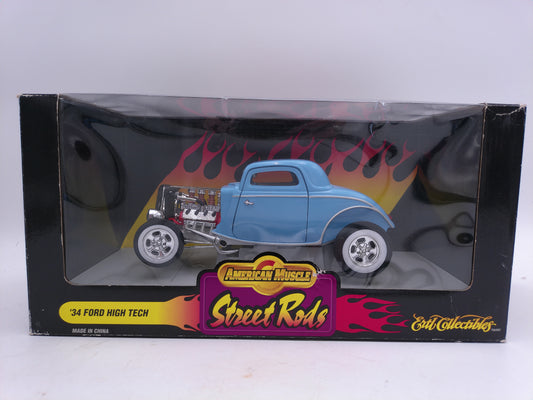 AMERICAN MUSCLE
Street Rods
'34 FORD HIGH TECH
MADE IN CHINA
Ertl Collectibles